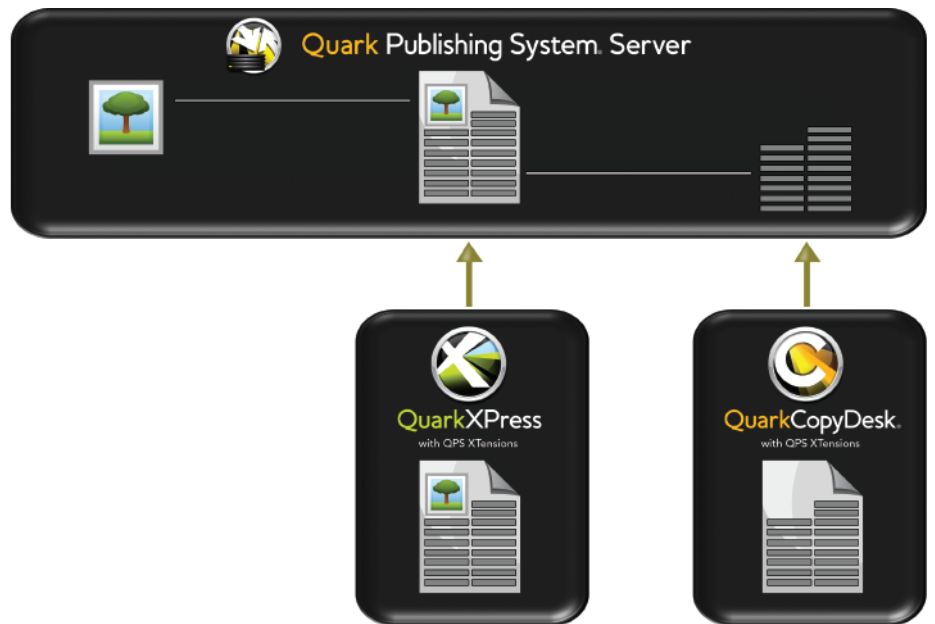 Quark Publishing System. Server
QuarkXPress
with QPS XTensions
QuarkCopyDesk.
with QPS XTensions